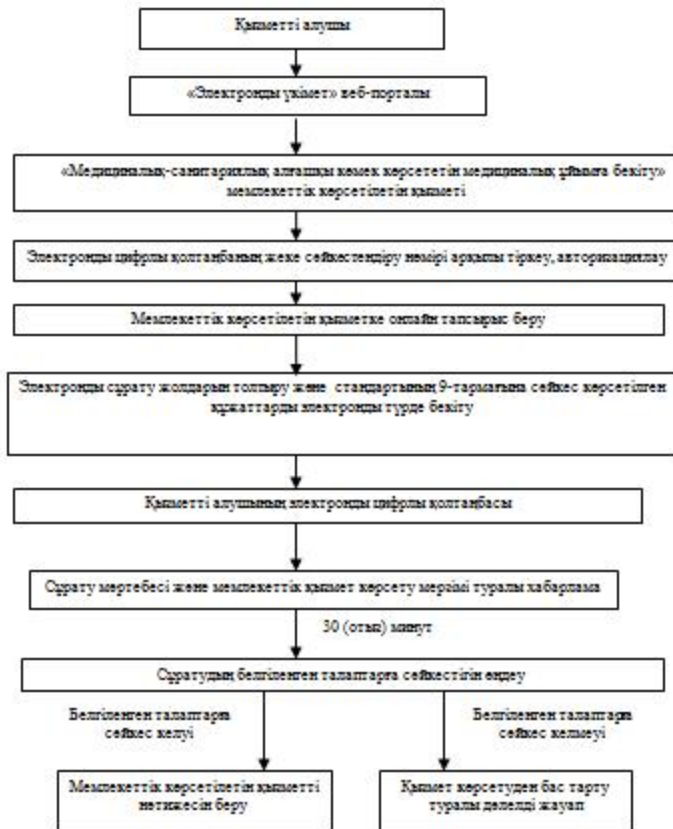 Қызметті алушы
«Электронды үкімет» веб-порталы
«Медициналық-санитариялық алғашқы көмек көрсететін медициналық ұйымға бекіту»
мемлекеттік көрсетілетін қызметі
Электронды цифрлы қолтаңбаның жеке сәйкестендіру нөмірі арқылы тіркеу, авторизациялау
Мемлекеттік көрсетілетін қызметке онлайн тапсырыс беру
Электронды сұрату жолдарын толтыру және стандартының 9-тармағына сәйкес көрсетілген
құжаттарды электронды түрде бекіту
Қызметті алушының электронды цифрлы қолтаңбасы
Сұрату мәртебесі және мемлекеттік қызмет көрсету мерзімі туралы хабарлама
30 (отыз) минут
Сұратудың белгіленген талаптарға сәйкестігін өңдеу
Белгіленген талаптарға
сәйкес келуі
Белгіленген талаптарға
сәйкес келмеуі
Мемлекеттік көрсетілетін қызметті
нәтижесін беру
Қызмет көрсетуден бас тарту
туралы дәлелді жауап